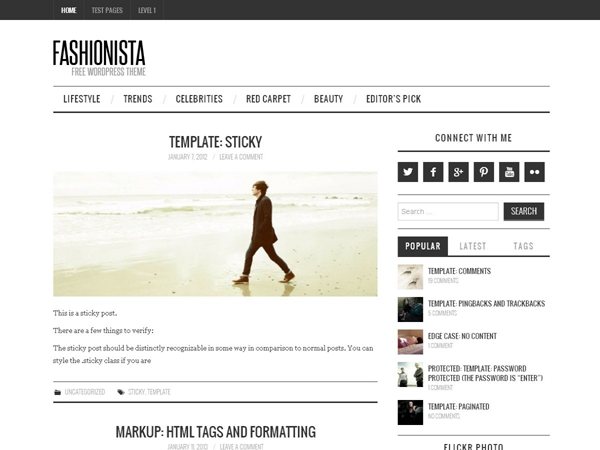 HOME TEST PAGES LEVEL 1
FASHIONISTA
FREE WORDPRESS THEME
LIFESTYLE / TRENDS / CELEBRITIES / RED CARPET / BEAUTY / EDITOR'S PICK
TEMPLATE: STICKY
JANUARY 7, 2012 / LEAVE A COMMENT
This is a sticky post.
There are a few things to verify:
The sticky post should be distinctly recognizable in some way in comparison to normal posts. You can
style the .sticky class if you are
UNCATEGORIZED STICKY, TEMPLATE
MARKUP: HTML TAGS AND FORMATTING
JANUARY 11, 2013 / LEAVE A COMMENT
CONNECT WITH ME
You
Tube
Search ...
SEARCH
POPULAR LATEST TAGS
TEMPLATE: COMMENTS
19 COMMENTS
TEMPLATE: PINGBACKS AND TRACKBACKS
5 COMMENTS
EDGE CASE: NO CONTENT
1 COMMENT
PROTECTED: TEMPLATE: PASSWORD
PROTECTED (THE PASSWORD IS "ENTER")
1 COMMENT
TEMPLATE: PAGINATED
NO COMMENTS
FLICKR PHOTO